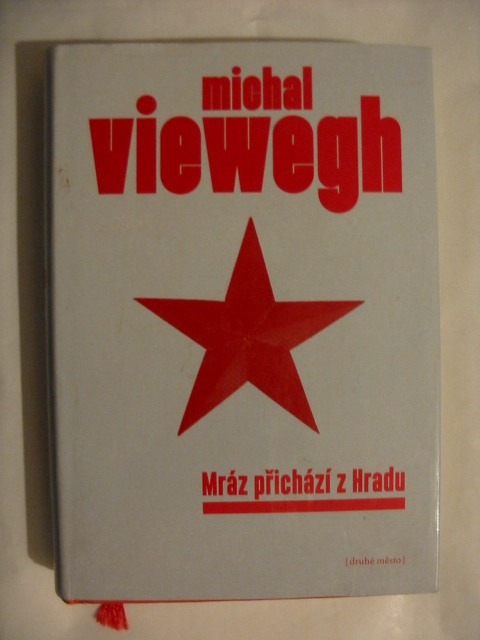 michal
viewegh
Mráz přichází z Hradu
[druhé město]